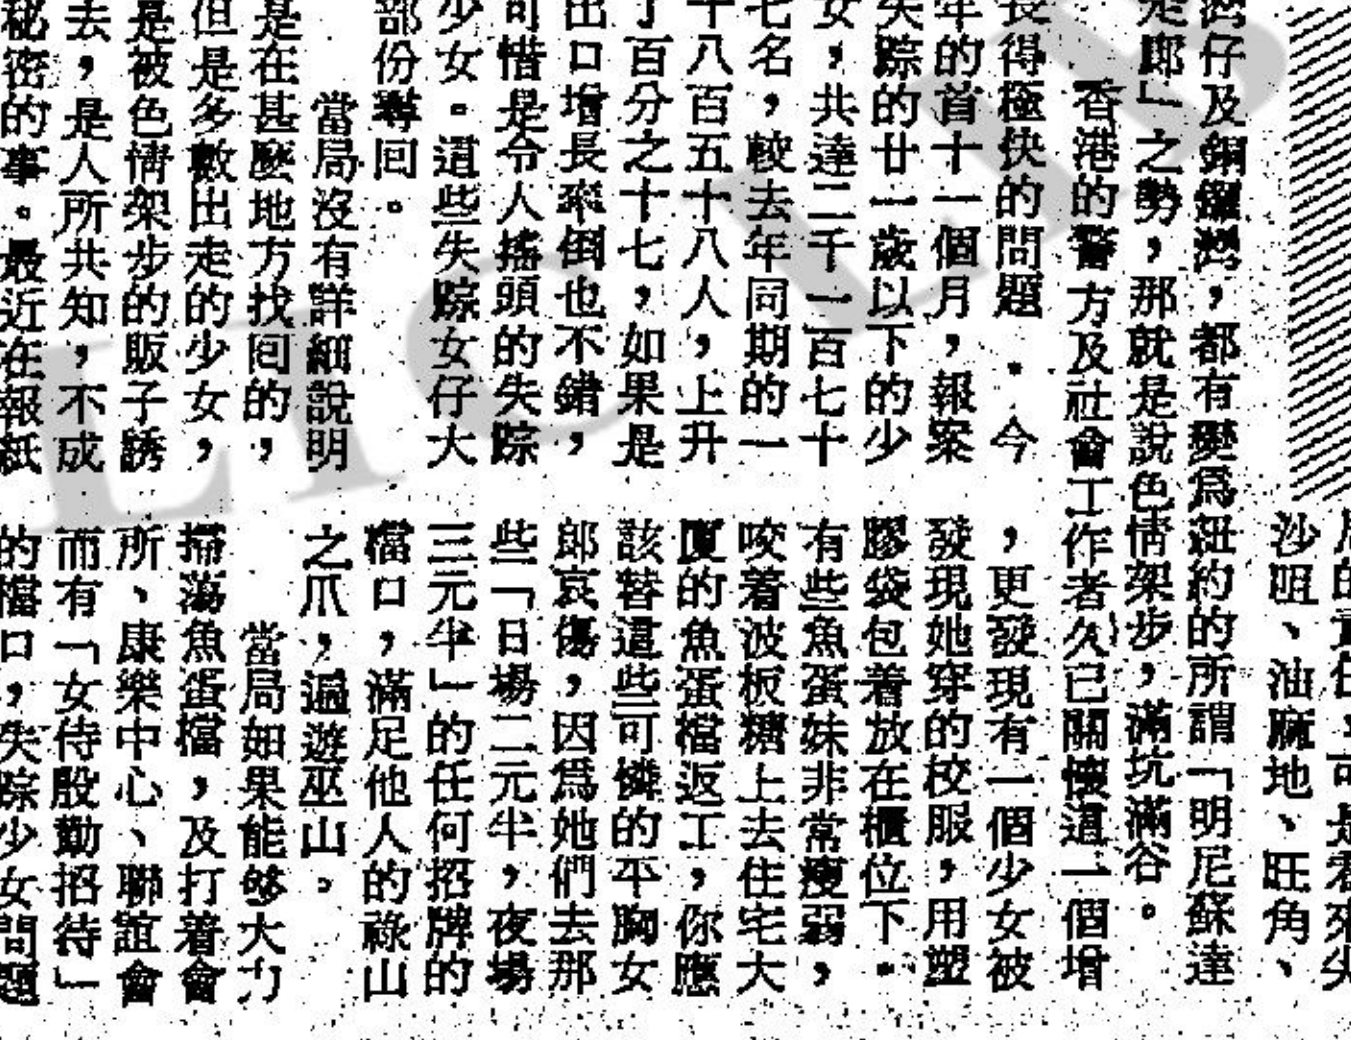 的責任，可是看來尖
沙咀、油麻地、旺角、
灣仔及銅鑼灣，都有變爲紐約的所謂「明尼蘇達
走郎」之勢，那就是說色情架步，滿坑滿谷。
香港的警方及社會工作者久已關懷這一個增
長得極快的問題．今
年的首十一個月，報案
失踪的廿一歲以下的少
女，共達二千一百七十
七名，較去年同期的一
千八百五十八人，上升
了百分之十七，如果是
出口增長率倒也不錯，
可惜是令人搖頭的失踪
少女。這些失踪女仔大
部份尋回。
當局沒有詳細說明
是在甚麼地方找回的，
但是多數出走的少女，
是被色情架步的販子誘
去，是人所共知，不成
秘密的事。最近在報紙
，更發現有一個少女被
發現她穿的校服，用塑
膠袋包着放在櫃位下。
有些魚蛋妹非常瘦弱，
咬着波板糖上去住宅大
厦的魚蛋檔返工，你應
該替這些可憐的平胸女
郎哀傷，因爲她們去那
些「日場二元半，夜場
三元半」的任何招牌的
檔口，滿足他人的祿山
之爪，遍遊巫山。
當局如果能够大力
掃蕩魚蛋檔，及打着會
所、康樂中心、聯誼會
而有「女侍殷勤招待」
的檔口，失踪少女問題
LIC LIB